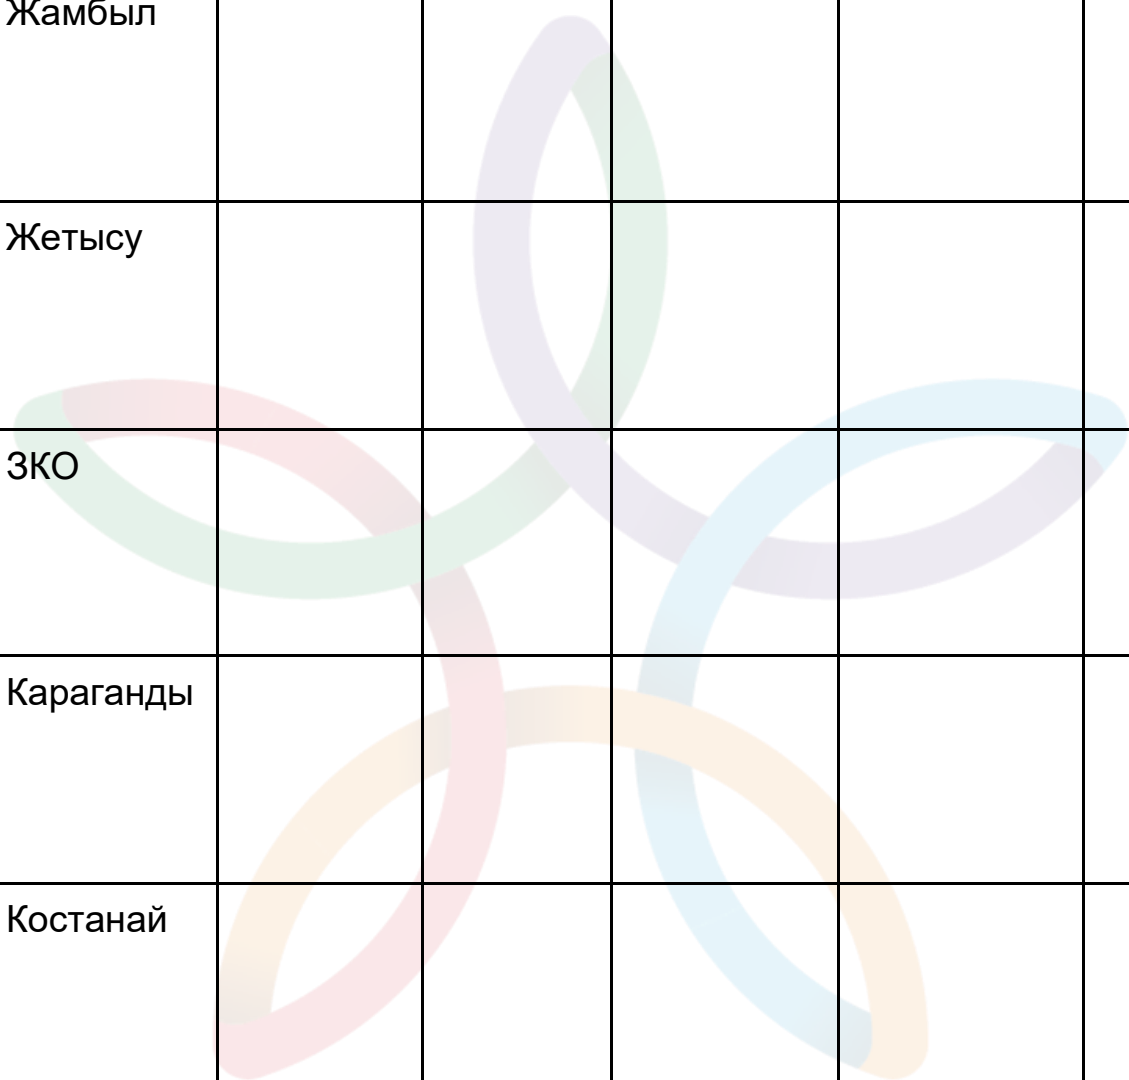 Жамбыл
Жетысу
ЗКО
Караганды
Костанай